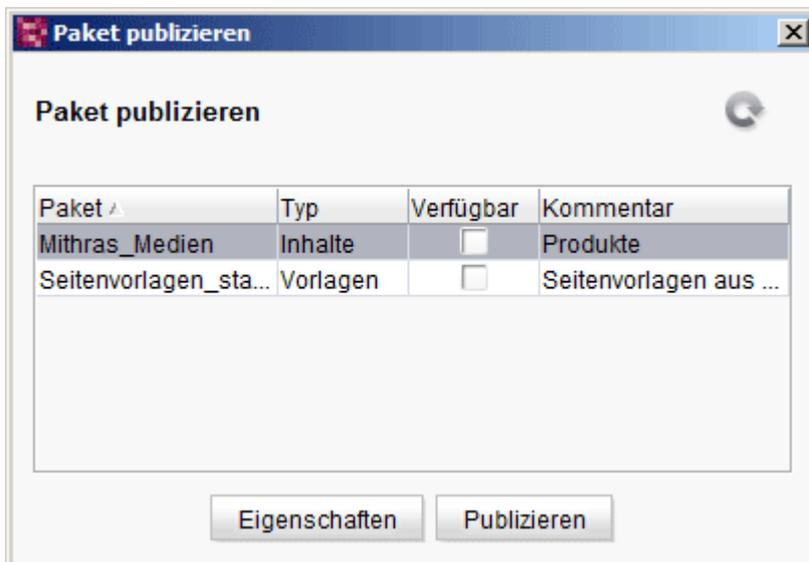 Paket publizieren
Paket publizieren
Paket Typ Verfügbar Kommentar
Mithras_Medien Inhalte Produkte
Seitenvorlagen_sta... Vorlagen Seitenvorlagen aus ...
Eigenschaften Publizieren